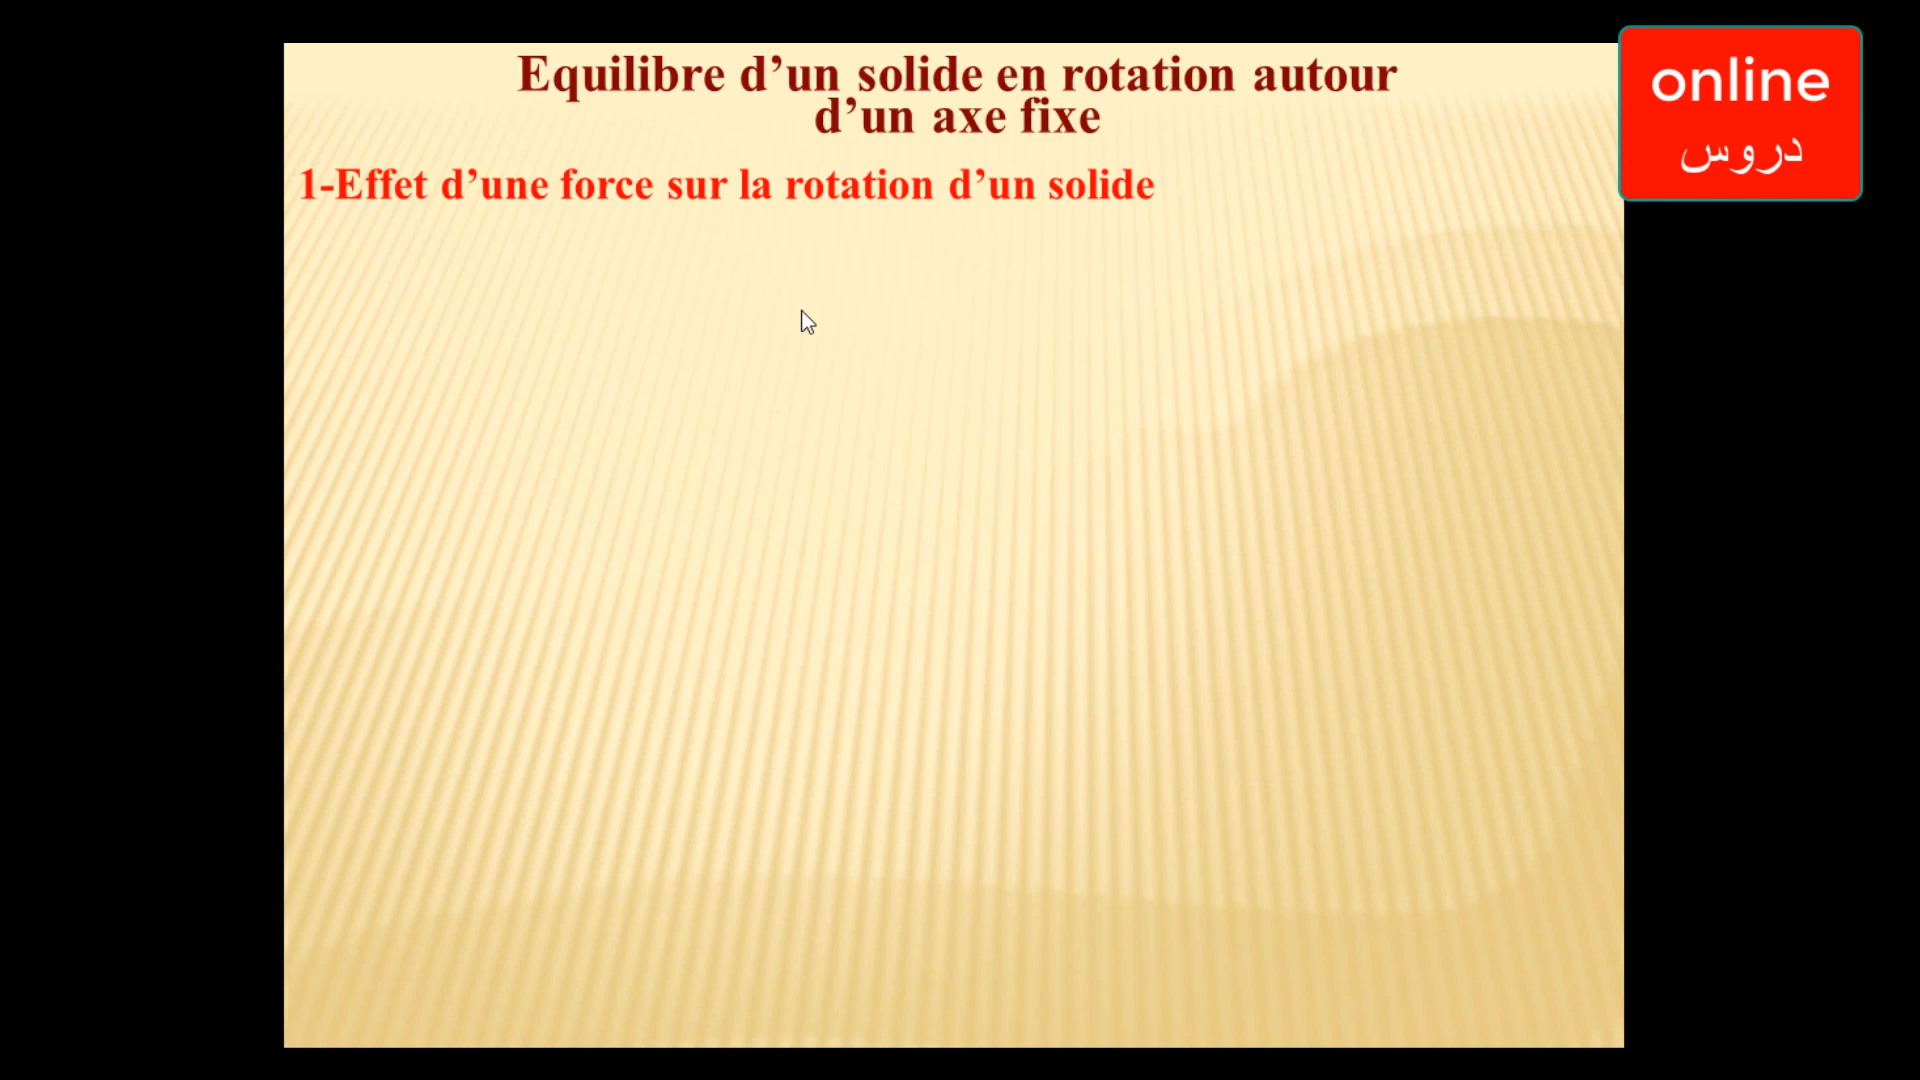 Equilibre d’un solide en rotation autour
d’un axe fixe
1-Effet d’une force sur la rotation d’un solide
online
دروس